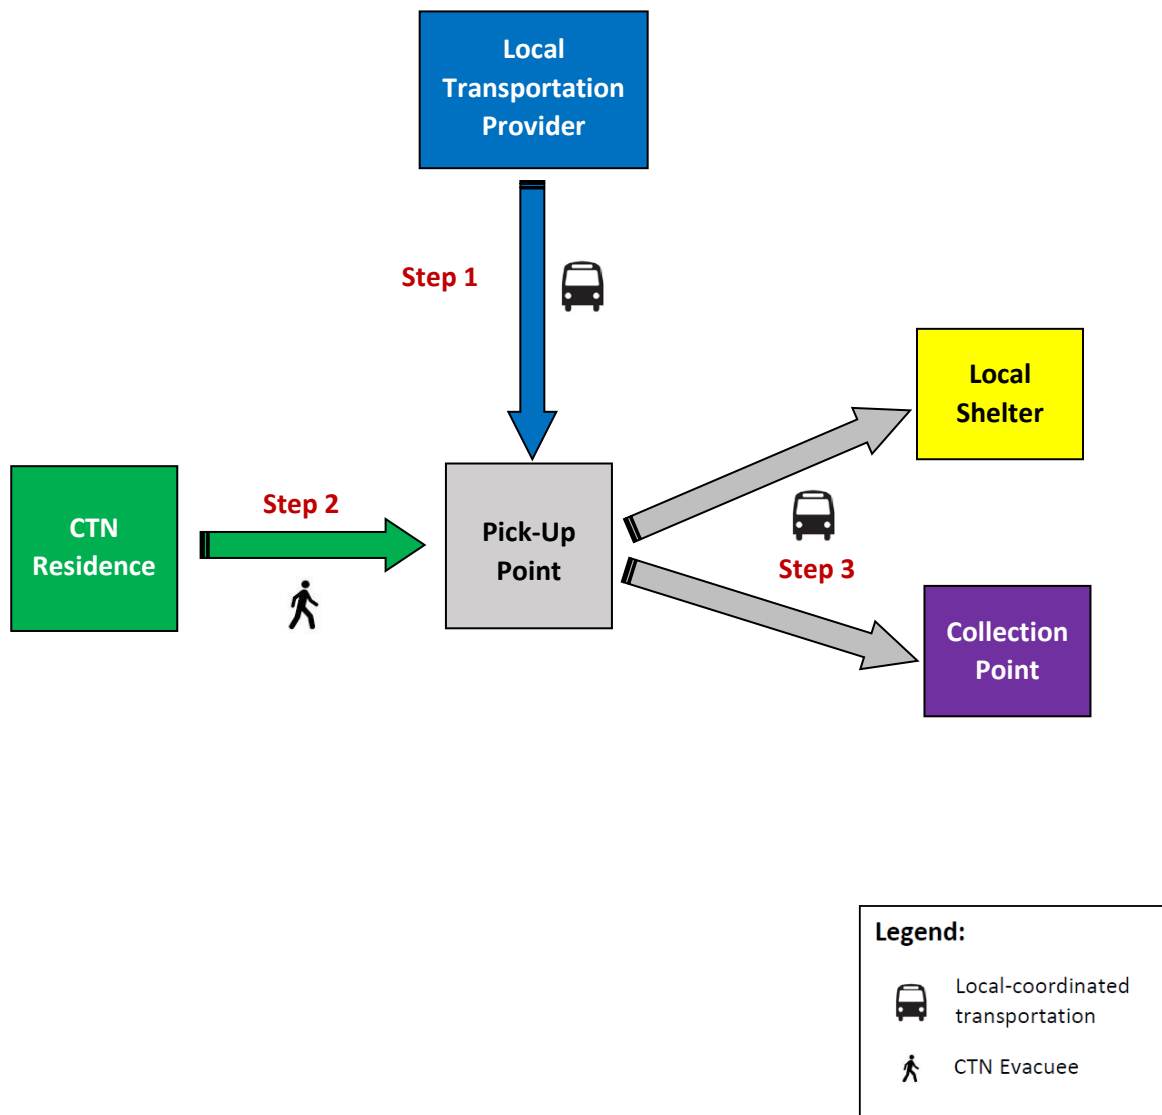 Local
Transportation
Provider
Step 1
Local
Shelter
Step 2
CTN
Residence
Pick-Up
Point
Step 3
Collection
Point
Legend:
Local-coordinated
transportation
CTN Evacuee